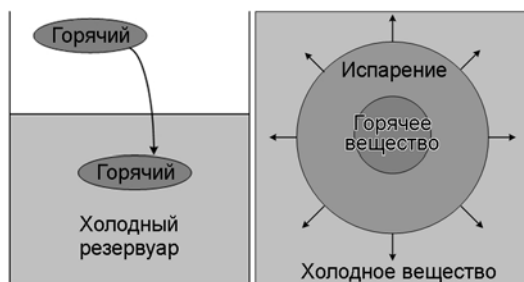 Горячий
Горячий
Холодный
резервуар
Испарение
Горячее
вещество
Холодное вещество